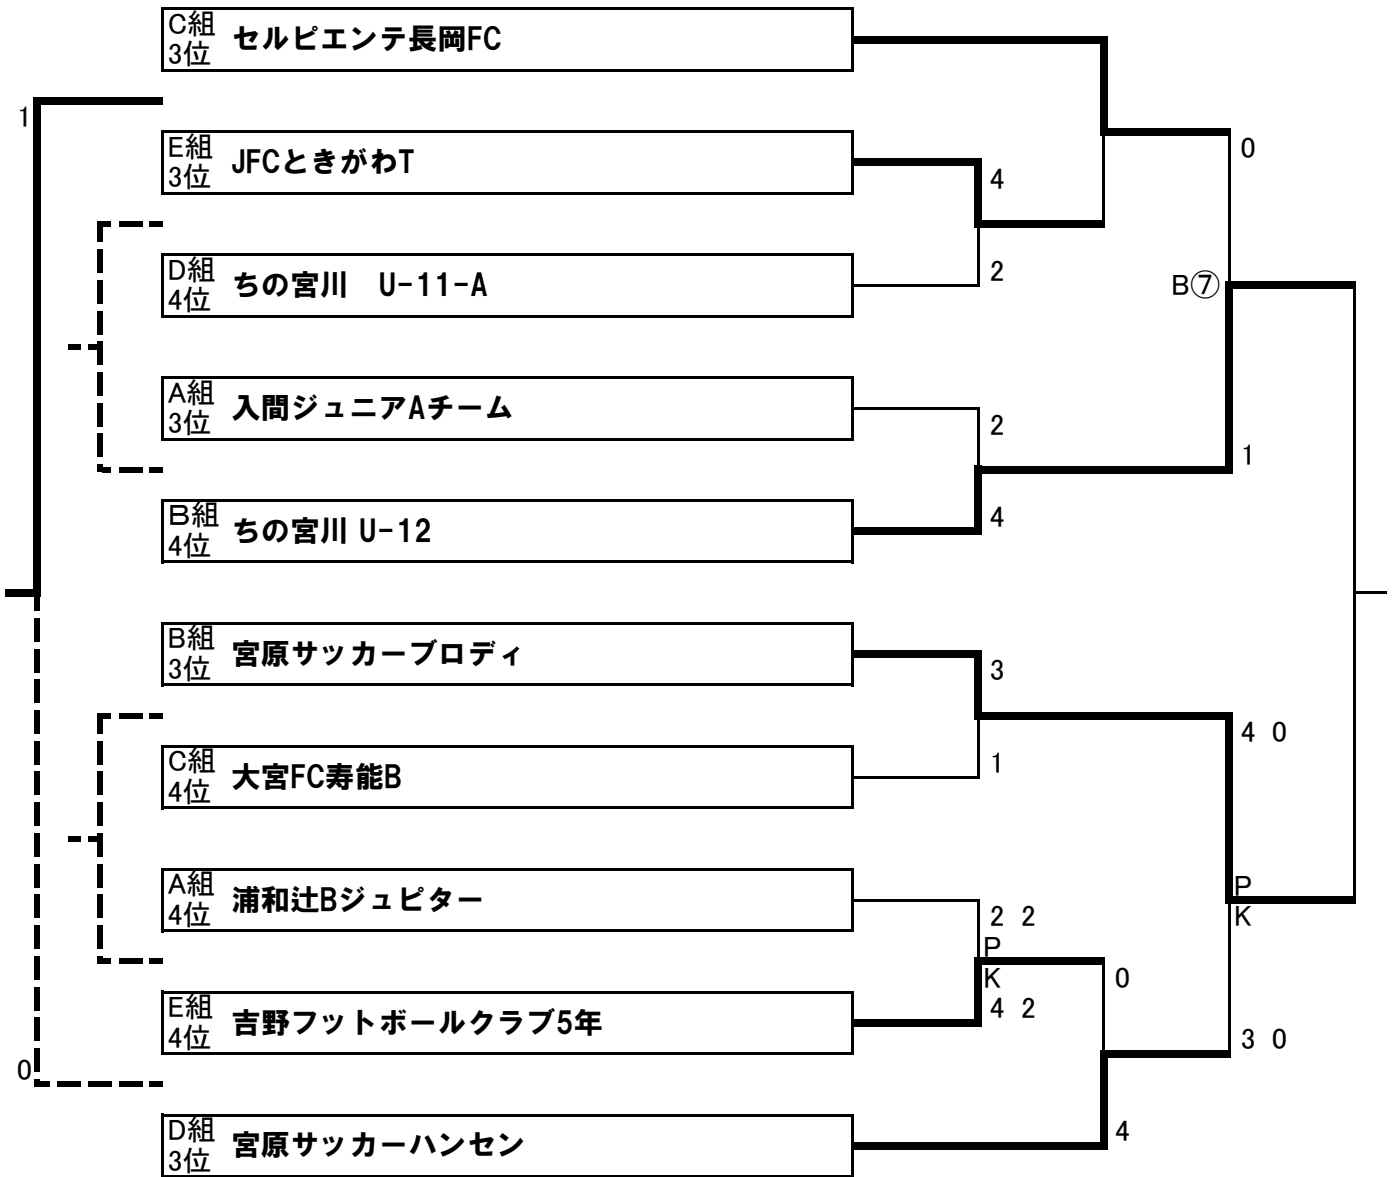 C組
3位
セルピエンテ長岡FC
1
E組
3位
JFCときがわT
4
0
D組
4位
ちの宮川　U-11-A
2
B⑦
A組
3位
入間ジュニアAチーム
2
1
B組
4位
ちの宮川 U-12
4
B組
3位
宮原サッカーブロディ
3
4 0
C組
4位
大宮FC寿能B
1
A組
4位
浦和辻Bジュピター
2 2
P
K
P
K
0
E組
4位
吉野フットボールクラブ5年
4 2
3 0
0
D組
3位
宮原サッカーハンセン
4